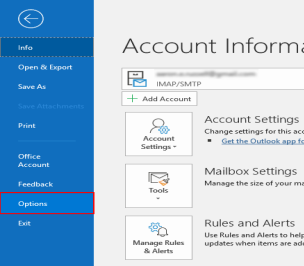 Info
Open & Export
Save As
Save Attachments
Print
Office
Account
Feedback
Options
Exit
Account Informa
IMAP/SMTP
+ Add Account
Account
Settings
Account Settings
Change settings for this acc
Get the Outlook app fo
Tools
Mailbox Settings
Manage the size of your ma
Manage Rules
& Alerts
Rules and Alerts
Use Rules and Alerts to help
updates when items are add